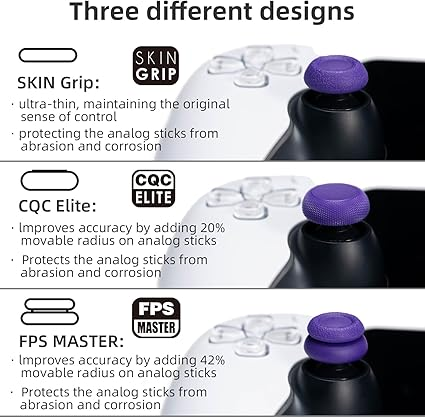 Three different designs
SKIN
GRIP
SKIN Grip:
· ultra-thin, maintaining the original
sense of control
· protecting the analog sticks from
abrasion and corrosion
CQC
ELITE
CQC Elite:
· Improves accuracy by adding 20%
movable radius on analog sticks
· Protects the analog sticks from
abrasion and corrosion
FPS
MASTER
FPS MASTER:
· Improves accuracy by adding 42%
movable radius on analog sticks
· Protects the analog sticks from
abrasion and corrosion